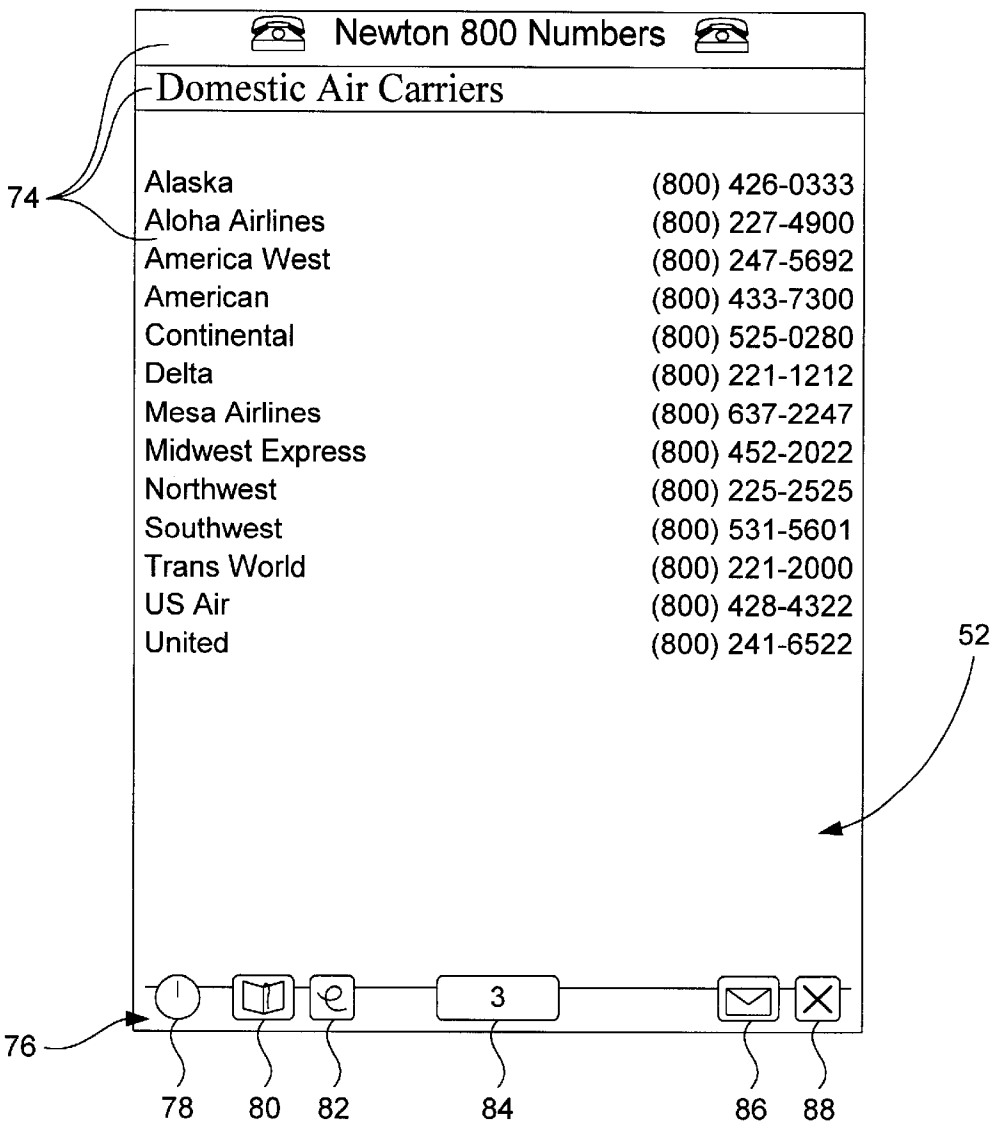 Newton 800 Numbers
Domestic Air Carriers
74
Alaska (800) 426-0333
Aloha Airlines (800) 227-4900
America West (800) 247-5692
American (800) 433-7300
Continental (800) 525-0280
Delta (800) 221-1212
Mesa Airlines (800) 637-2247
Midwest Express (800) 452-2022
Northwest (800) 225-2525
Southwest (800) 531-5601
Trans World (800) 221-2000
US Air (800) 428-4322
United (800) 241-6522
52
3
76
78 80 82 84 86 88